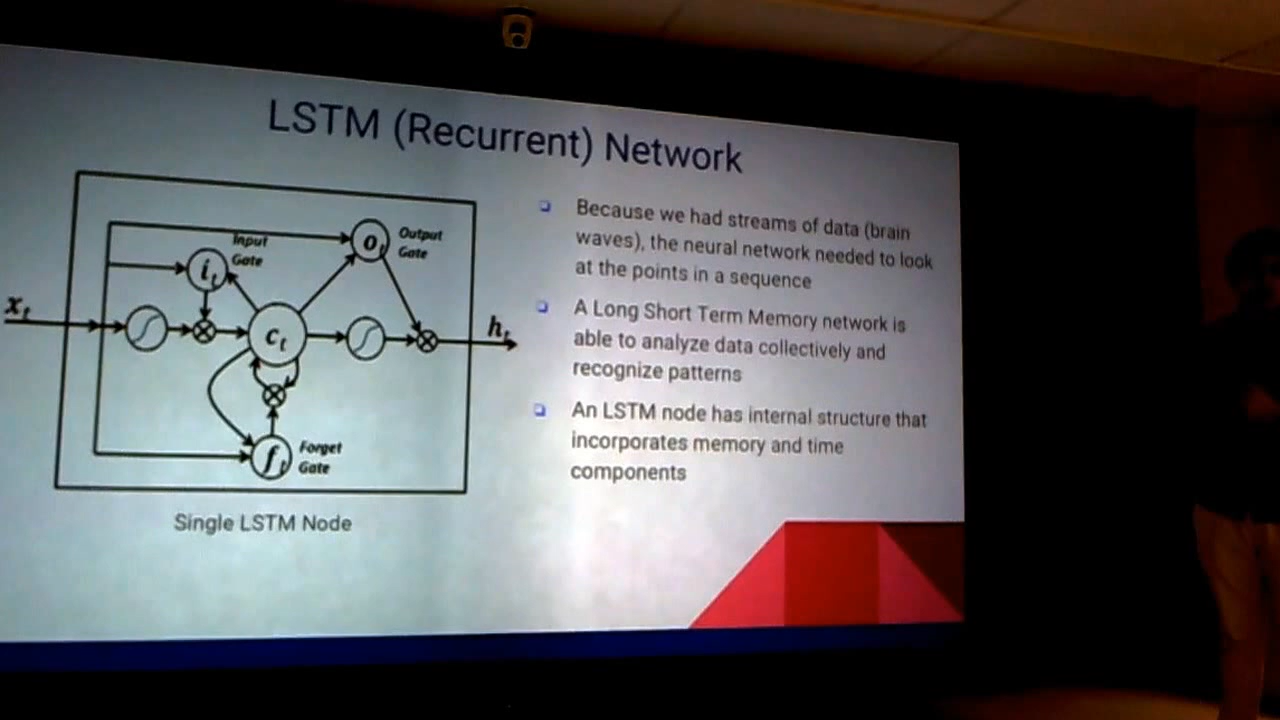 LSTM (Recurrent) Network
Because we had streams of data (brain
waves), the neural network needed to look
at the points in a sequence
A Long Short Term Memory network is
able to analyze data collectively and
recognize patterns
An LSTM node has internal structure that
incorporates memory and time
components
Input
Gate
Output
Gate
i_t
o_t
x_t
c_t
h_t
f_t
Forget
Gate
Single LSTM Node